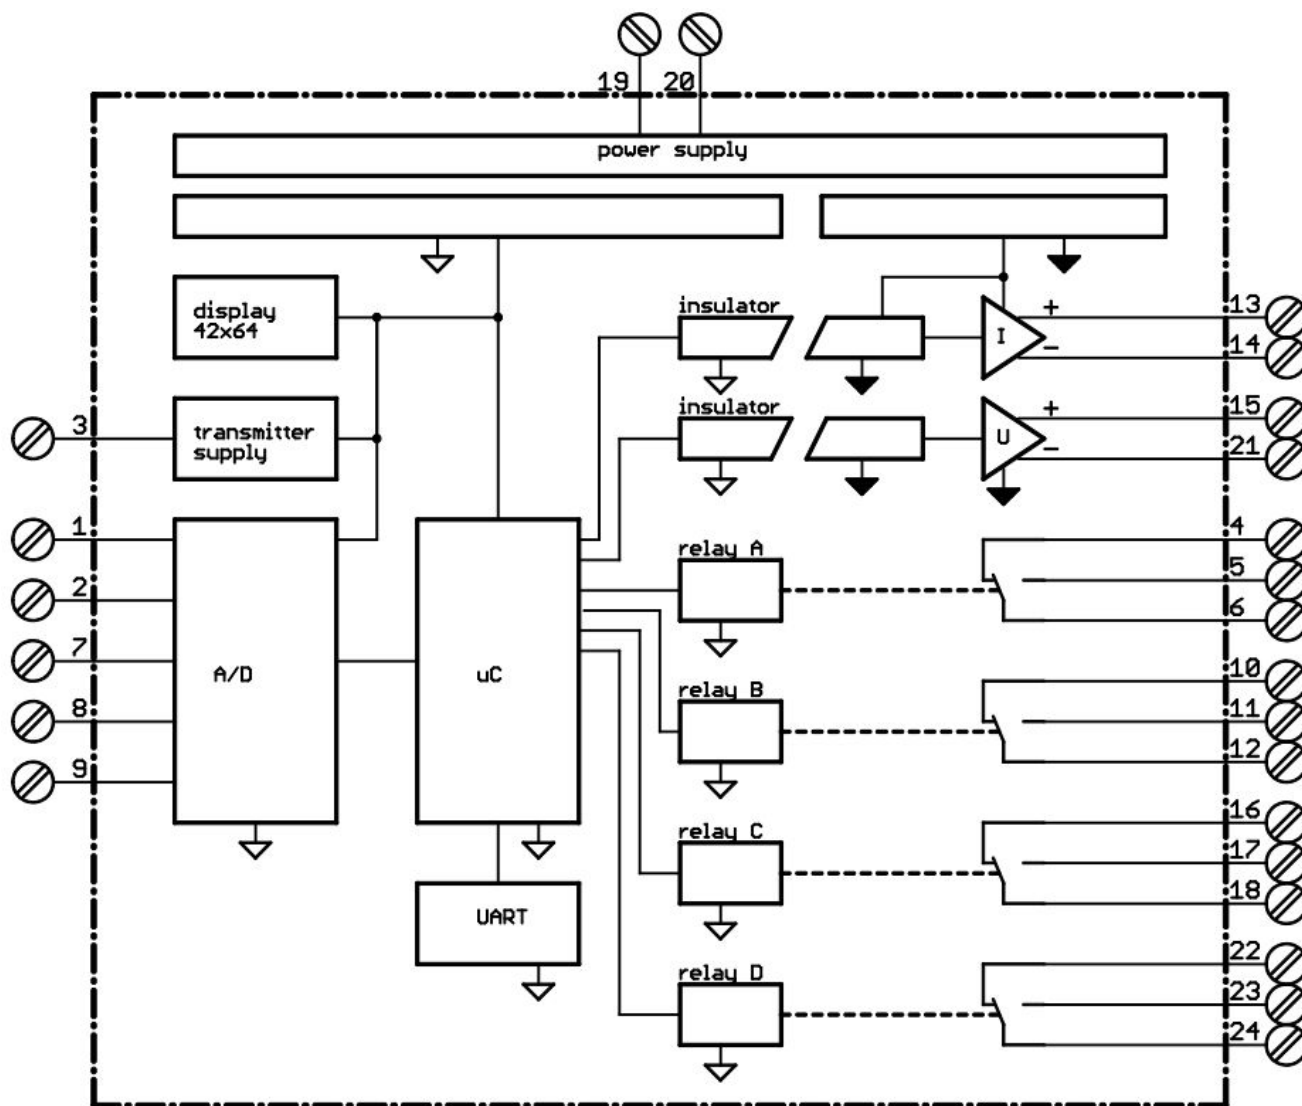 19 20
power supply
display
42x64
insulator
+
13
I
-
14
3
transmitter
supply
insulator
+
15
U
-
21
1
2
7
8
9
A/D
uC
UART
relay A
4
5
6
relay B
10
11
12
relay C
16
17
18
relay D
22
23
24